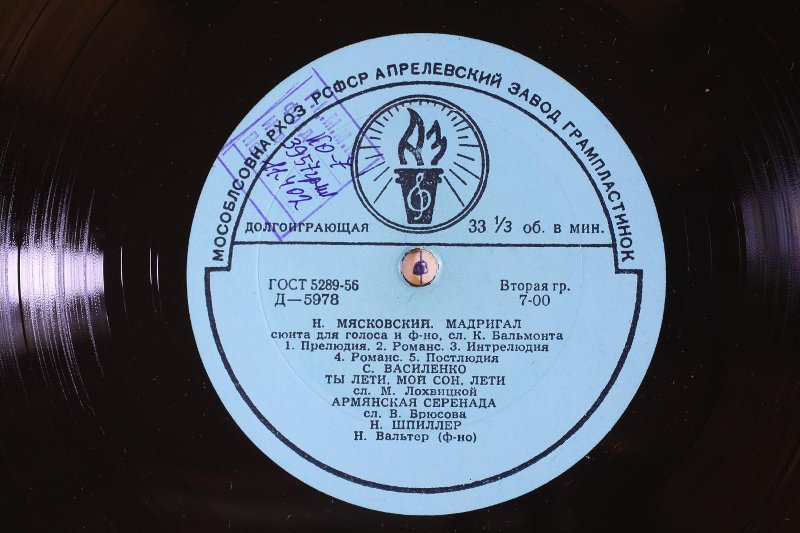 МОСОБЛСОВНАРХОЗ РСФСР АПРЕЛЕВСКИЙ ЗАВОД ГРАМПЛАСТИНОК
АЗ
ДОЛГОИГРАЮЩАЯ 33 1/3 об. в мин.
ГОСТ 5289-56 Вторая гр.
Д—5978 7-00
Н. МЯСКОВСКИЙ. МАДРИГАЛ
сюита для голоса и ф-но, сл. К. Бальмонта
1. Прелюдия. 2. Романс. 3. Интрелюдия
4. Романс. 5. Постлюдия
С. ВАСИЛЕНКО
ТЫ ЛЕТИ, МОЙ СОН, ЛЕТИ
сл. М. Лохвицкой
АРМЯНСКАЯ СЕРЕНАДА
сл. В. Брюсова
Н. ШПИЛЛЕР
Н. Вальтер (ф-но)